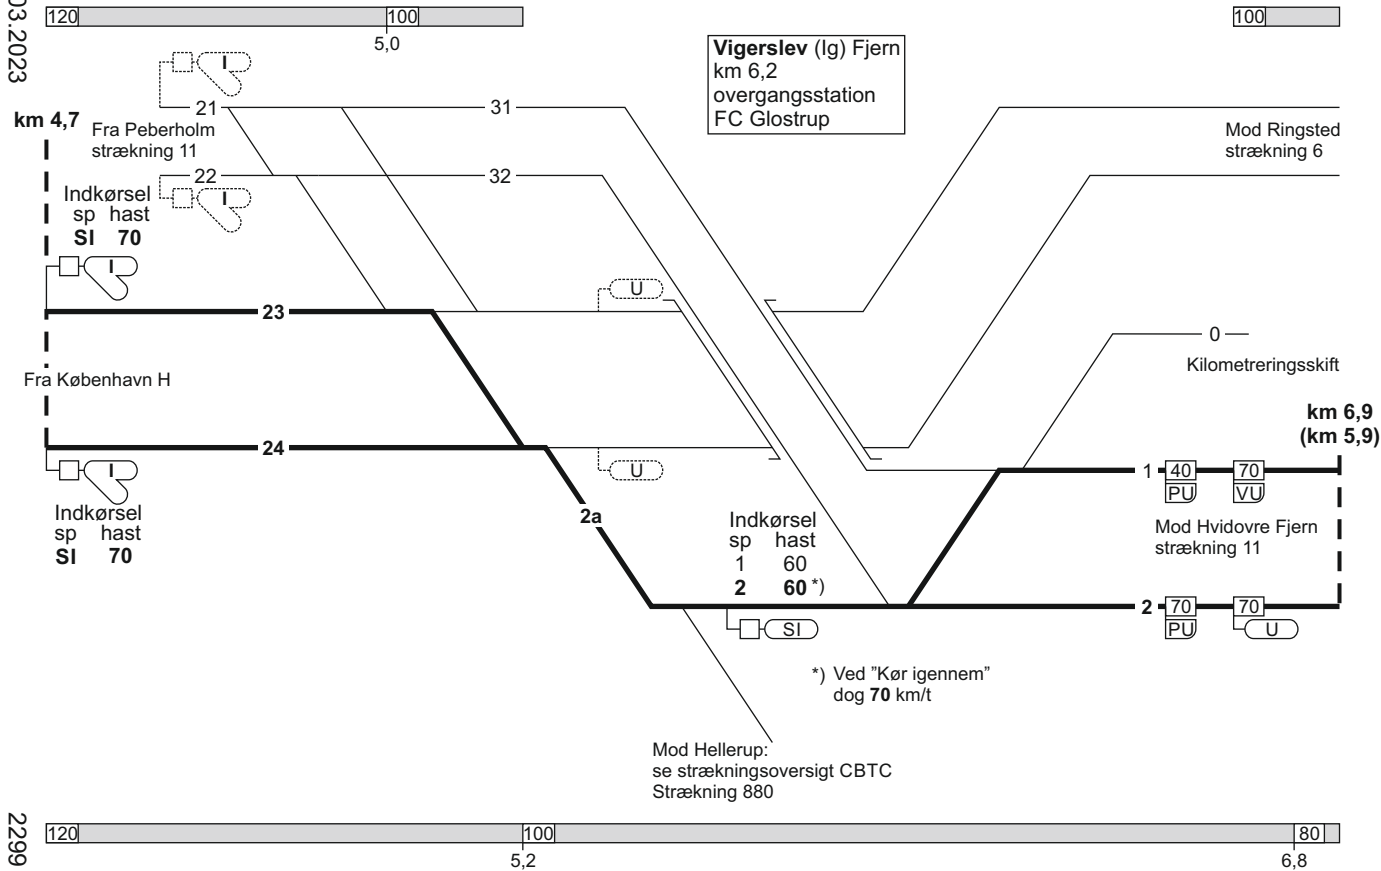 03.2023
120
100
100
5,0
Vigerslev (Ig) Fjern
km 6,2
overgangsstation
FC Glostrup
I
21
31
km 4,7
Fra Peberholm
strækning 11
Mod Ringsted
strækning 6
22
32
I
Indkørsel
sp hast
SI 70
I
U
23
0
Kilometreringsskift
Fra København H
km 6,9
(km 5,9)
24
I
U
1
40
70
PU
VU
Indkørsel
sp hast
SI 70
2a
Indkørsel
sp hast
1 60
2 60 *)
Mod Hvidovre Fjern
strækning 11
2
70
70
SI
PU
U
*) Ved ”Kør igennem”
dog 70 km/t
Mod Hellerup:
se strækningsoversigt CBTC
Strækning 880
2299
120
100
80
5,2
6,8